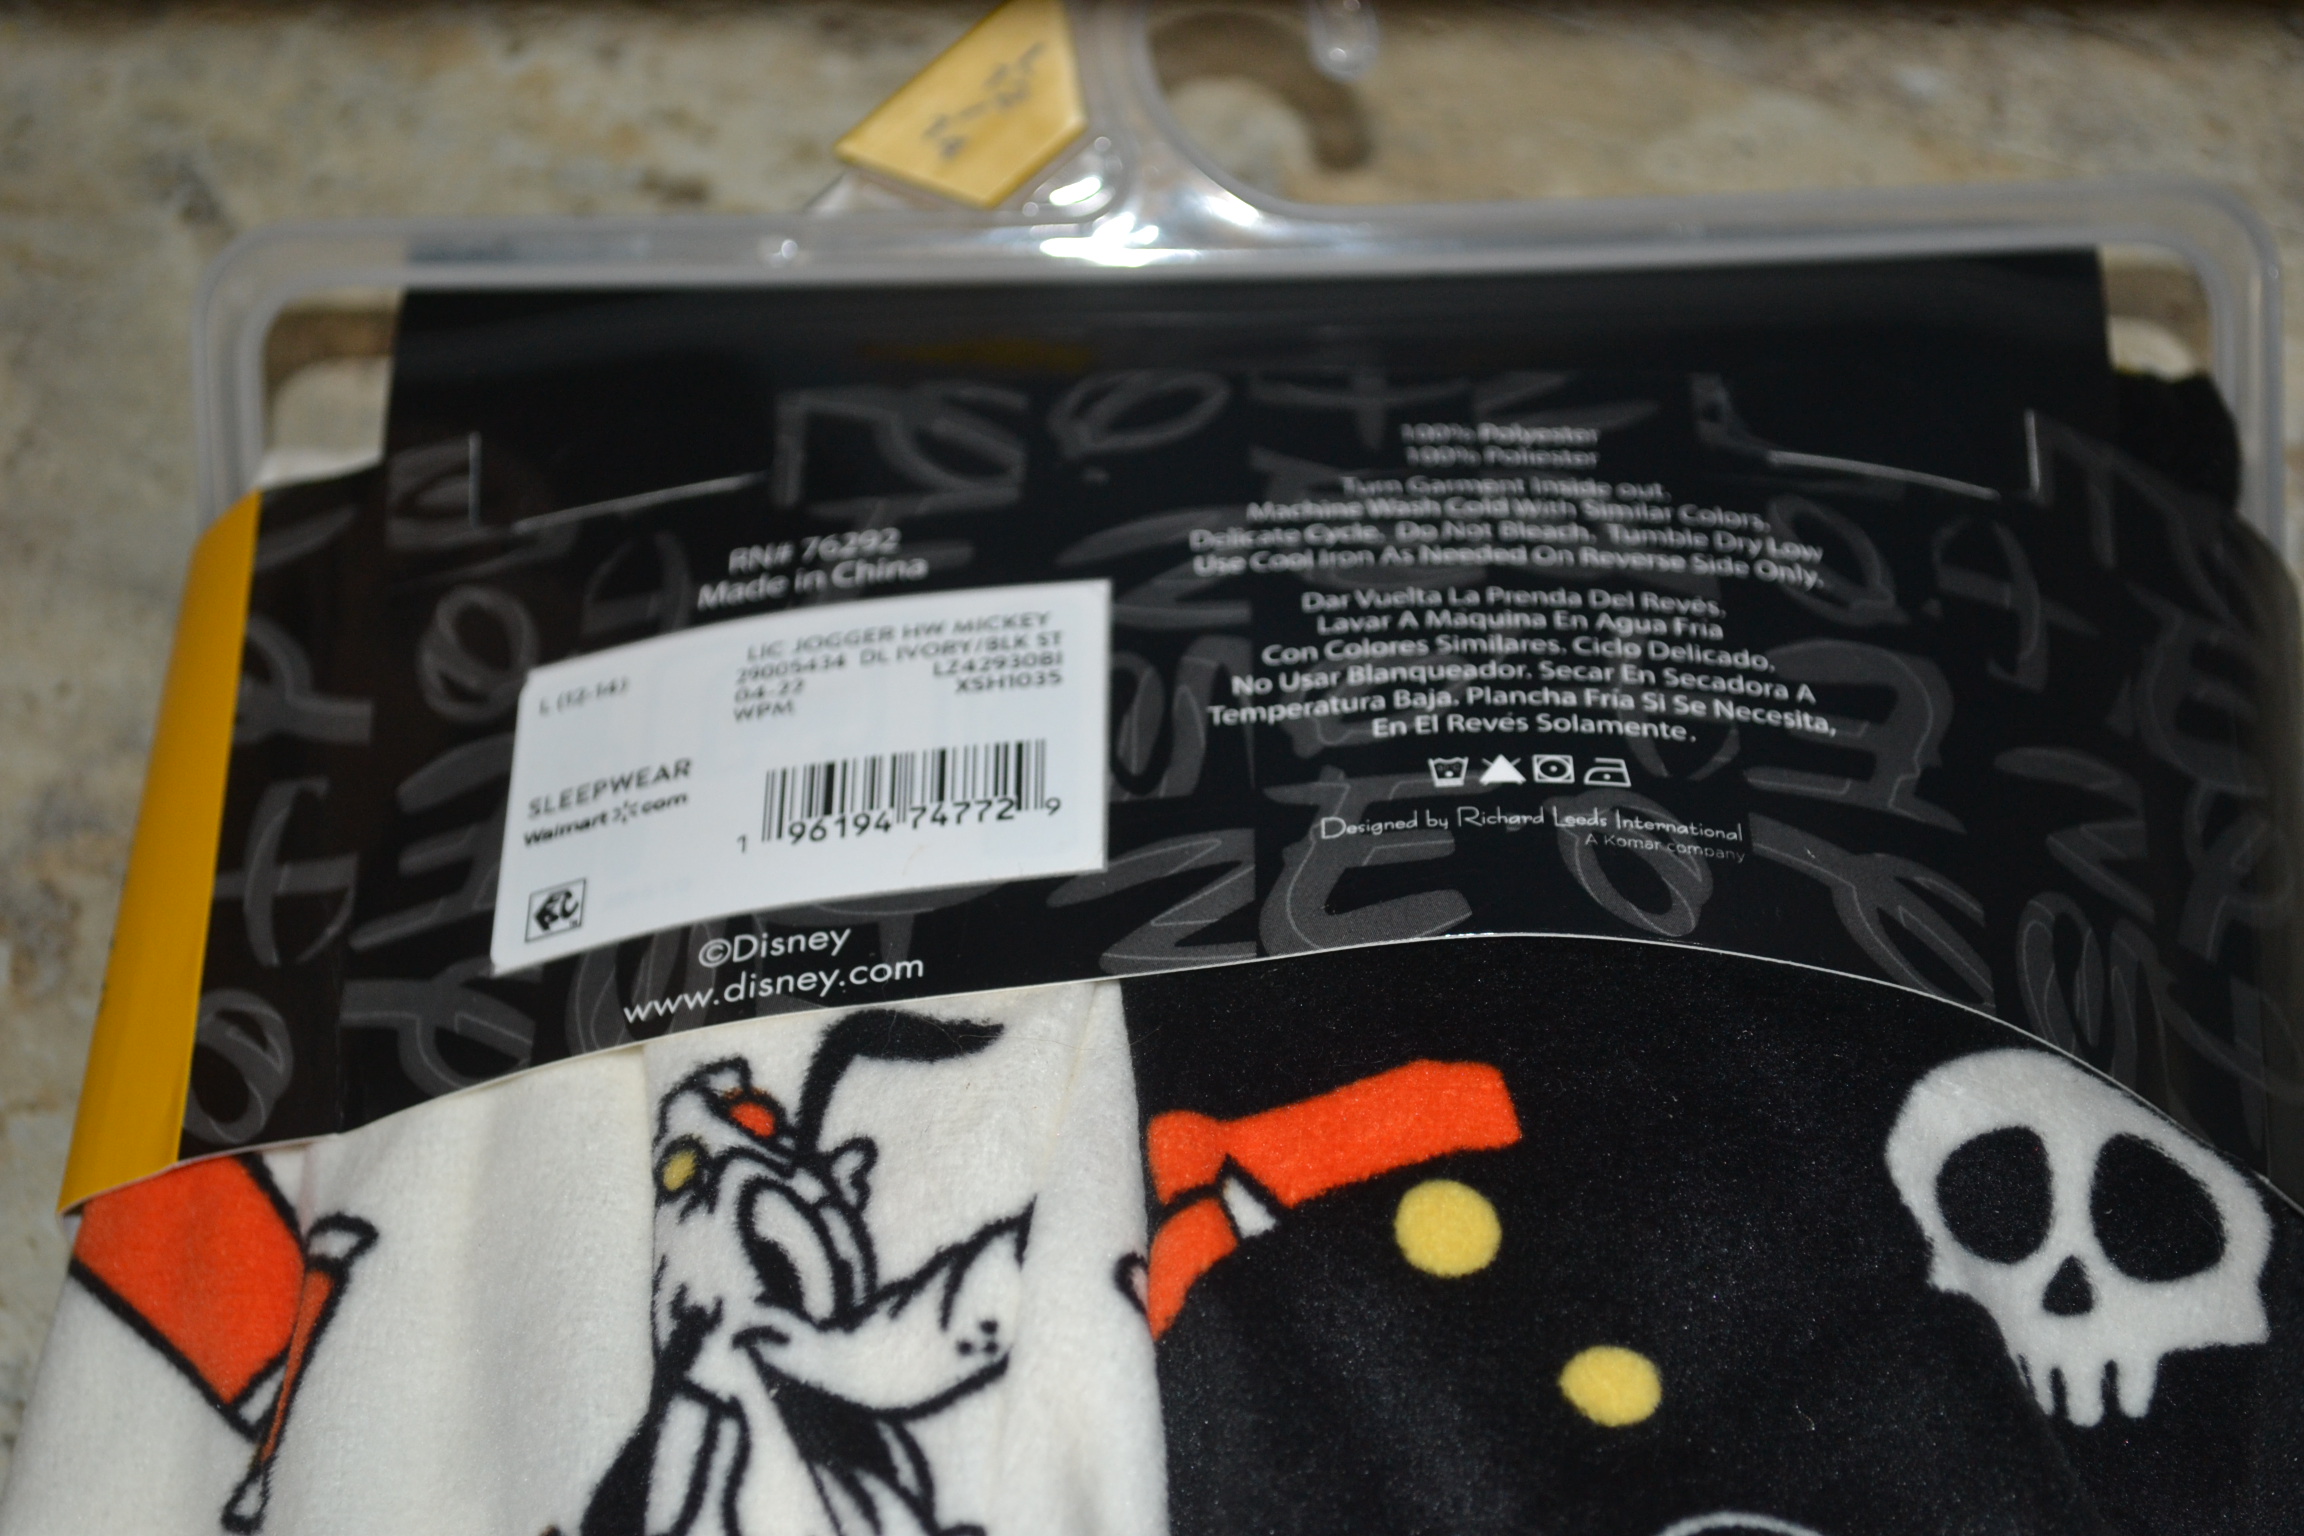 RN# 76292
Made in China
L (12-14)
LIC JOGGER HW MICKEY
29005434 DL IVORY/BLK ST
04-22 LZ42930BI
WPM XSH1035
SLEEPWEAR
Walmart.com
1 96194 74772 9
©Disney
www.disney.com
100% Polyester
100% Poliester
Turn Garment Inside out.
Machine Wash Cold With Similar Colors.
Delicate Cycle. Do Not Bleach. Tumble Dry Low
Use Cool Iron As Needed On Reverse Side Only.
Dar Vuelta La Prenda Del Revés.
Lavar A Maquina En Agua Fria
Con Colores Similares. Ciclo Delicado.
No Usar Blanqueador. Secar En Secadora A
Temperatura Baja. Plancha Fría Si Se Necesita,
En El Revés Solamente.
Designed by Richard Leeds International
A Komar company